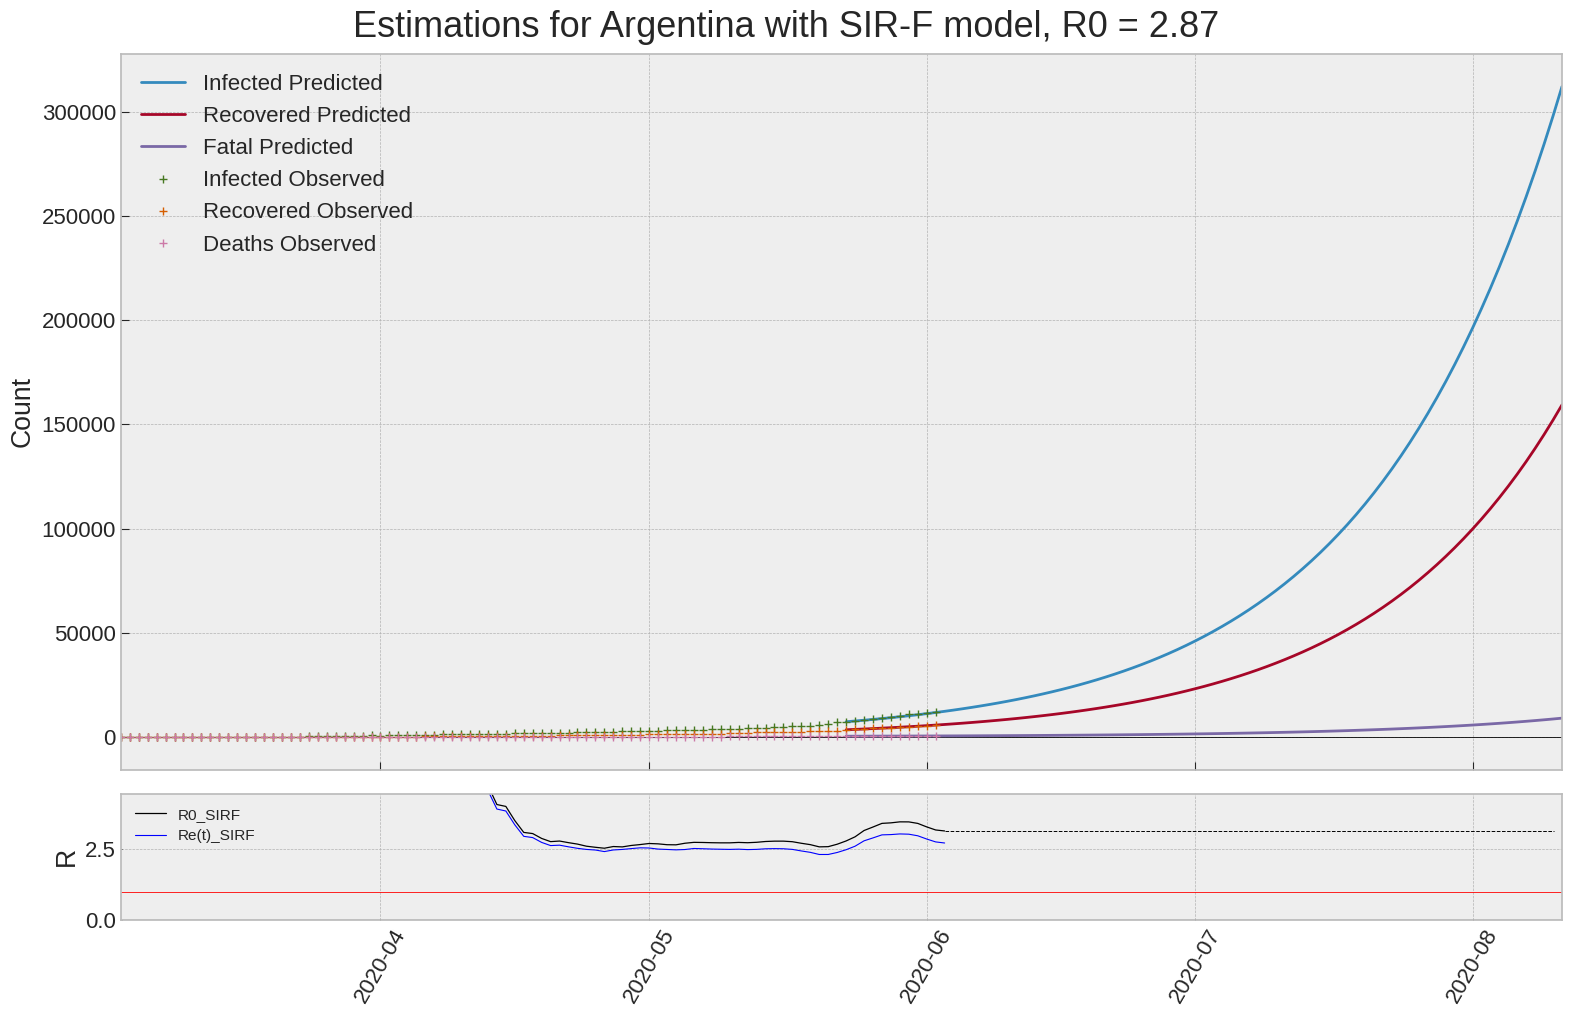 Estimations for Argentina with SIR-F model, R0 = 2.87
Infected Predicted
Recovered Predicted
Fatal Predicted
Infected Observed
Recovered Observed
Deaths Observed
Count
300000
250000
200000
150000
100000
50000
0
R0_SIRF
Re(t)_SIRF
R
2.5
0.0
2020-04
2020-05
2020-06
2020-07
2020-08